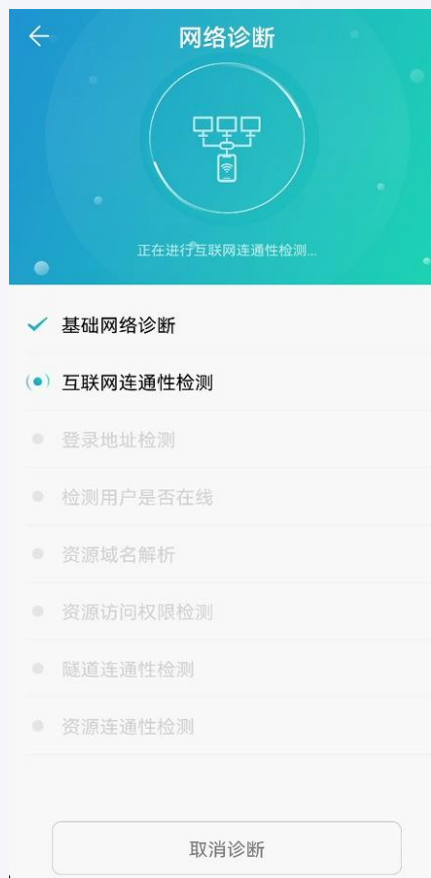 网络诊断
正在进行互联网连通性检测...
基础网络诊断
互联网连通性检测
登录地址检测
检测用户是否在线
资源域名解析
资源访问权限检测
隧道连通性检测
资源连通性检测
取消诊断